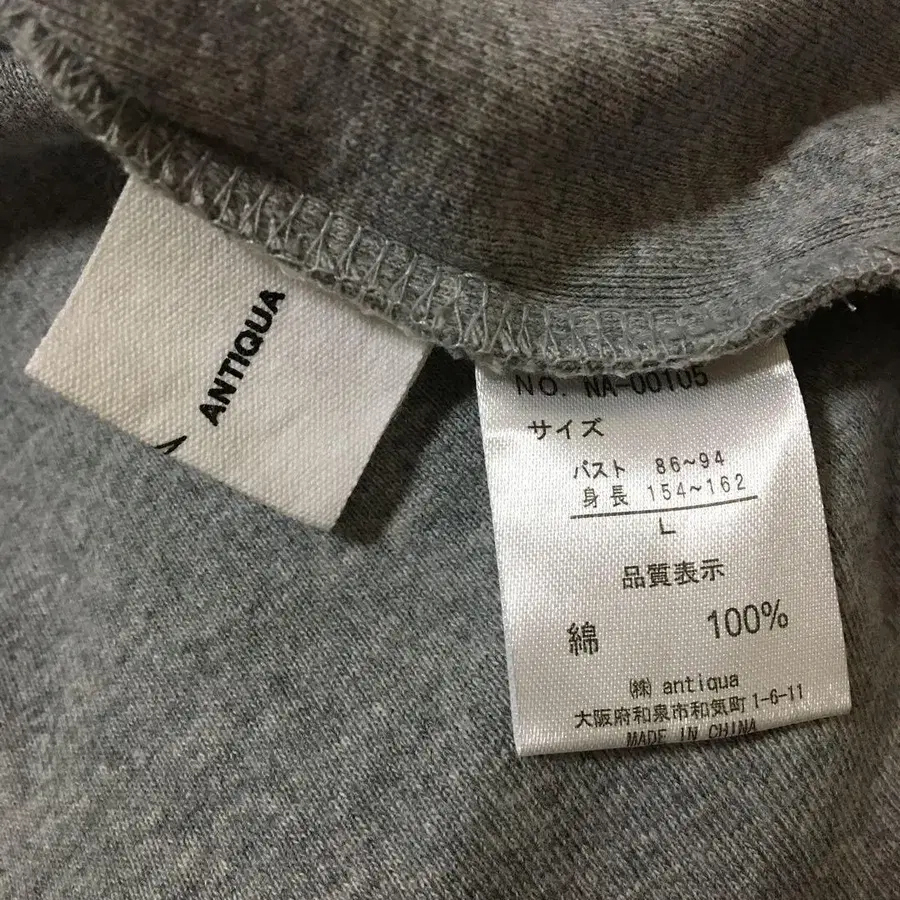 ANTIQUA
NO. NA-00105
サイズ
バスト 86~94
身長 154~162
L
品質表示
綿 100%
㈱ antiqua
大阪府和泉市和気町1-6-11
MADE IN CHINA